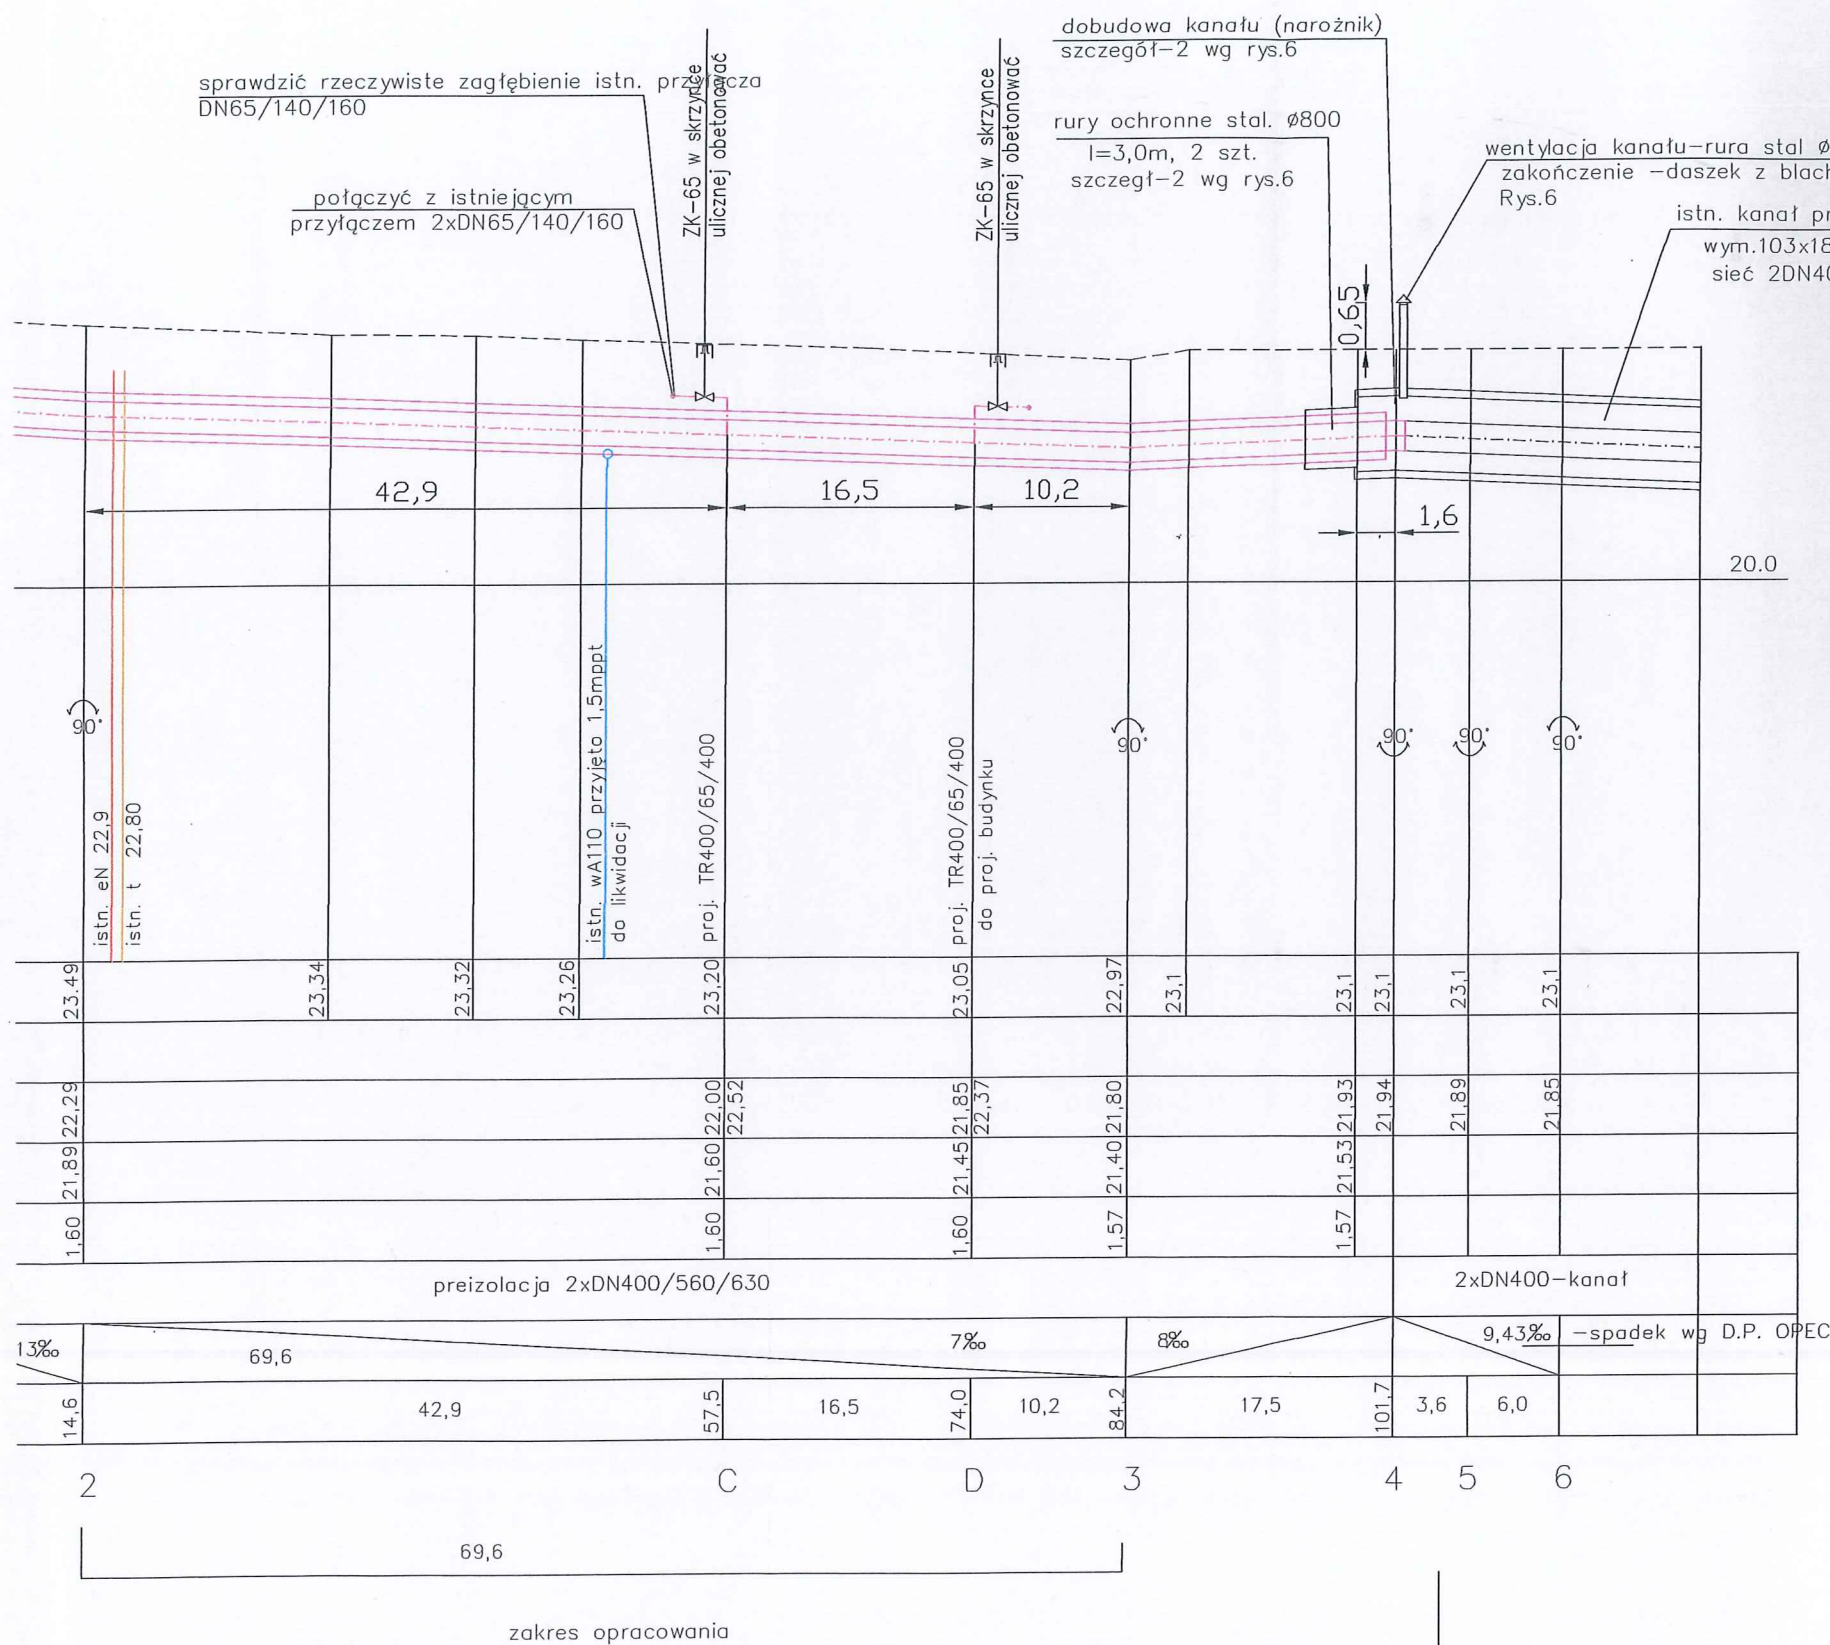 dobudowa kanału (narożnik)
szczegół-2 wg rys.6
sprawdzić rzeczywiste zagłębienie istn. przyłącza
DN65/140/160
ZK-65 w skrzynce
ulicznej obetonować
ZK-65 w skrzynce
ulicznej obetonować
rury ochronne stal. ø800
l=3,0m, 2 szt.
szczegł-2 wg rys.6
wentylacja kanału-rura stal ø
zakończenie -daszek z blach
Rys.6
połączyć z istniejącym
przyłączem 2xDN65/140/160
istn. kanał pr
wym.103x18
sieć 2DN40
0,65
42,9
16,5
10,2
1,6
20.0
90°
90°
90°
90°
90°
istn. eN 22,9
istn. t 22,80
istn. wA110 przyjęto 1,5mppt
do likwidacji
proj. TR400/65/400
proj. TR400/65/400
do proj. budynku
23.49
23,34
23,32
23,26
23,20
23,05
22,97
23,1
23,1
23,1
23,1
23,1
22,29
22,00
22,52
21,85
22,37
21,80
21,93
21,94
21,89
21,85
21,89
21,60
21,45
21,40
21,53
1,60
1,60
1,60
1,57
1,57
preizolacja 2xDN400/560/630
2xDN400-kanał
13‰
69,6
7‰
8‰
9,43‰ -spadek wg D.P. OPEC
14,6
42,9
57,5
16,5
74,0
10,2
84,2
17,5
101,7
3,6
6,0
2
C
D
3
4
5
6
69,6
zakres opracowania